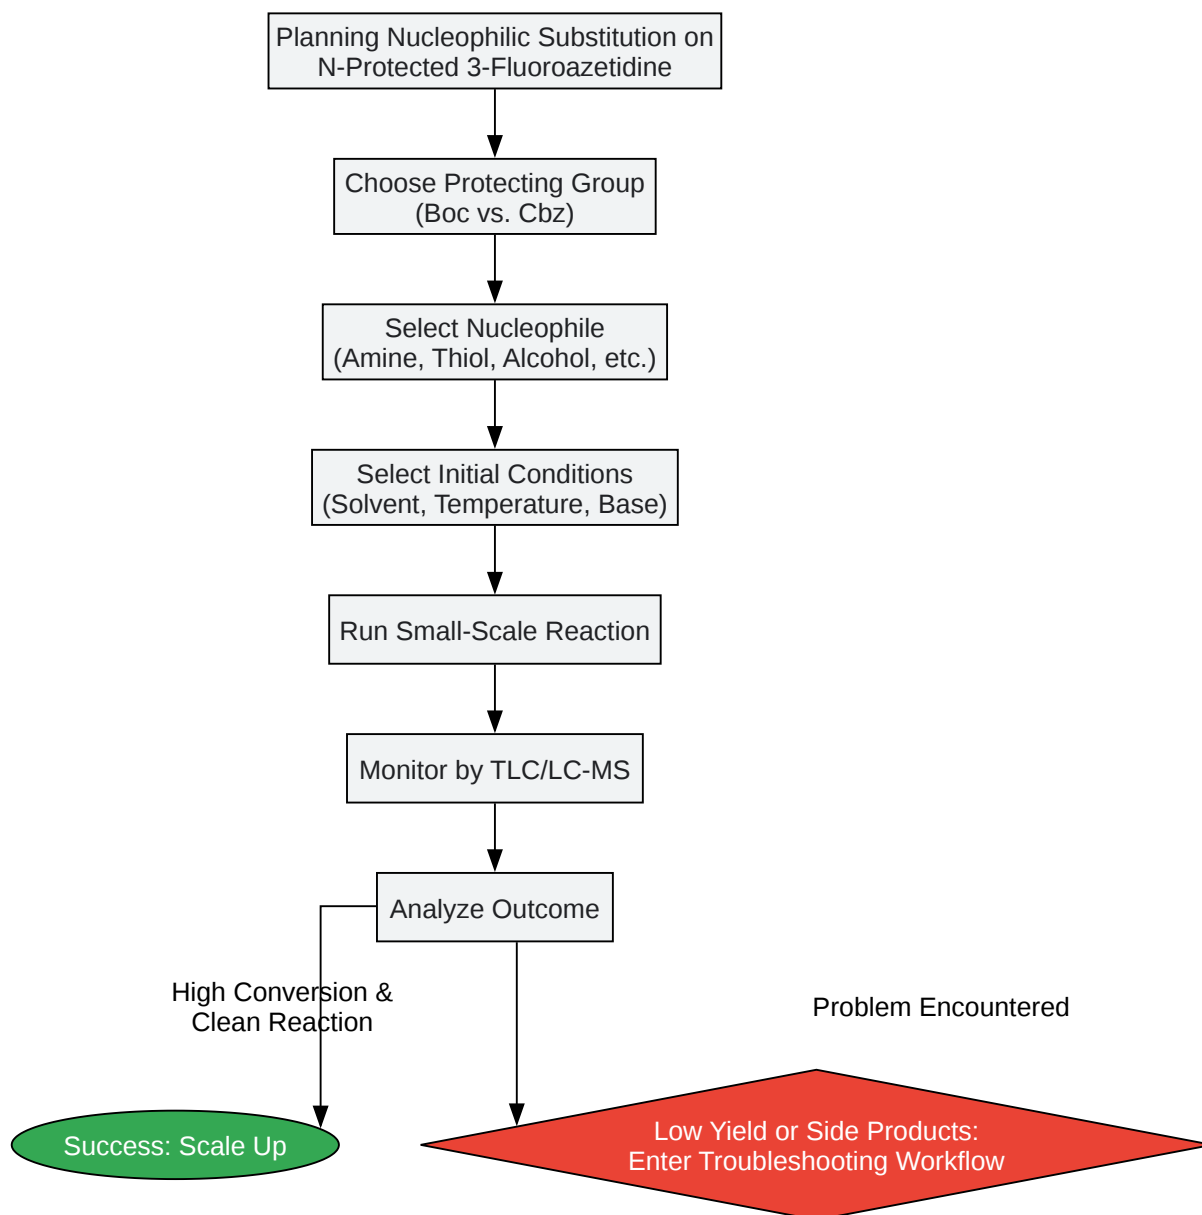 Planning Nucleophilic Substitution on
N-Protected 3-Fluoroazetidine
Choose Protecting Group
(Boc vs. Cbz)
Select Nucleophile
(Amine, Thiol, Alcohol, etc.)
Select Initial Conditions
(Solvent, Temperature, Base)
Run Small-Scale Reaction
Monitor by TLC/LC-MS
Analyze Outcome
High Conversion &
Clean Reaction
Problem Encountered
Success: Scale Up
Low Yield or Side Products:
Enter Troubleshooting Workflow